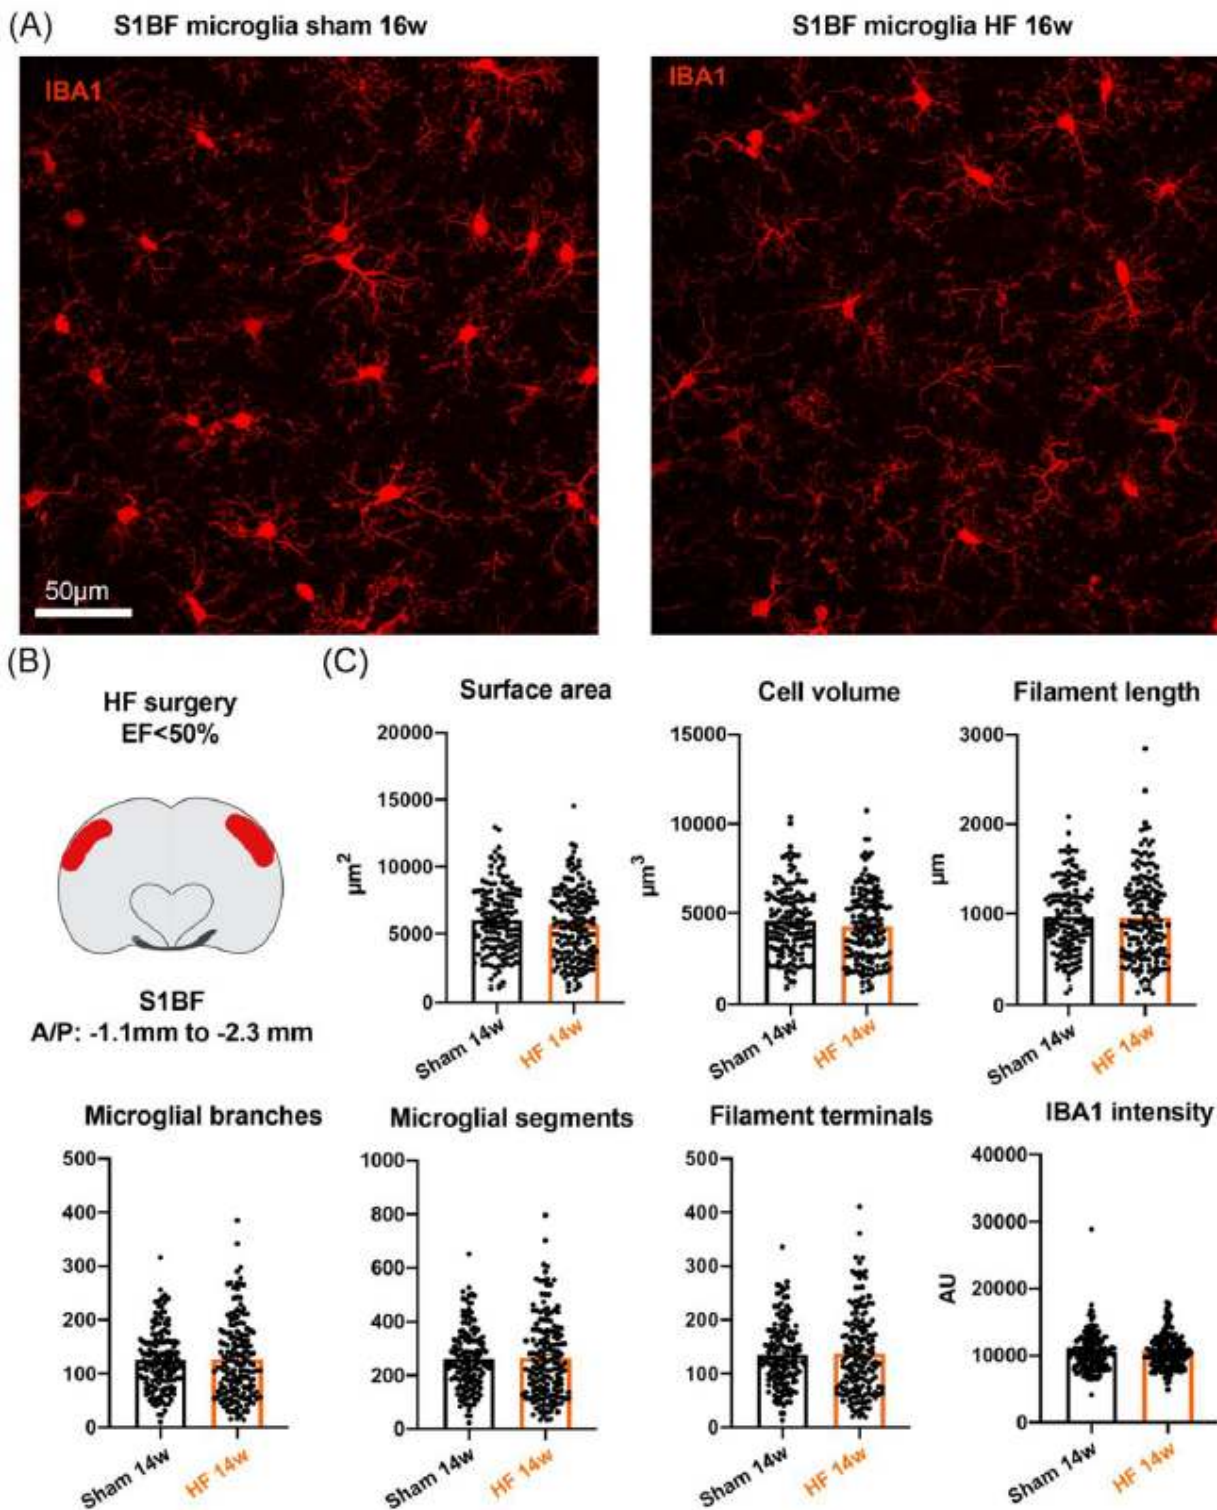 (A)
S1BF microglia sham 16w
S1BF microglia HF 16w
IBA1
IBA1
50µm
(B)
HF surgery
EF<50%
S1BF
A/P: -1.1mm to -2.3 mm
(C)
Surface area
20000
15000
10000
5000
0
µm²
Sham 14w
HF 14w
Cell volume
15000
10000
5000
0
µm³
Sham 14w
HF 14w
Filament length
3000
2000
1000
0
µm
Sham 14w
HF 14w
Microglial branches
500
400
300
200
100
0
Sham 14w
HF 14w
Microglial segments
1000
800
600
400
200
0
Sham 14w
HF 14w
Filament terminals
500
400
300
200
100
0
Sham 14w
HF 14w
IBA1 intensity
40000
30000
20000
10000
0
AU
Sham 14w
HF 14w